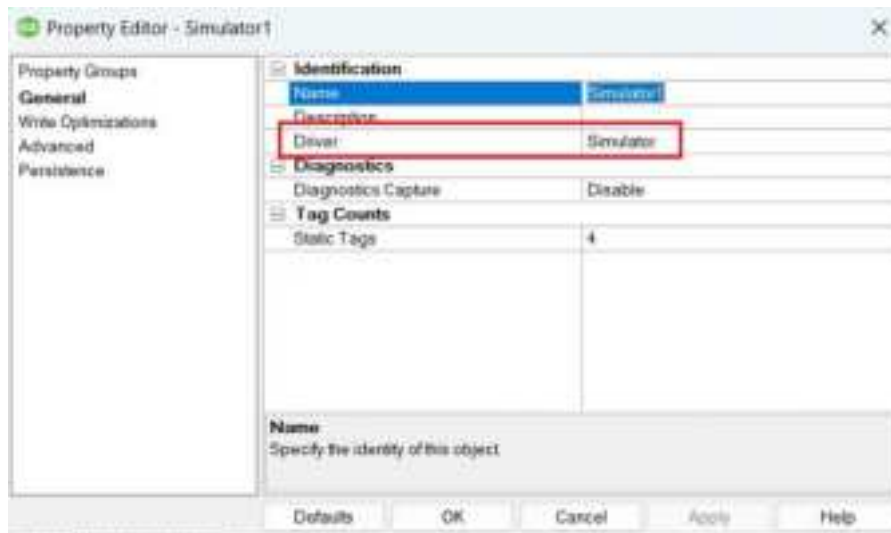 Property Editor - Simulator1
Property Groups
General
Write Optimizations
Advanced
Persistence
Identification
Name Simulator1
Description
Driver Simulator
Diagnostics
Diagnostics Capture Disable
Tag Counts
Static Tags 4
Name
Specify the identity of this object.
Defaults OK Cancel Apply Help